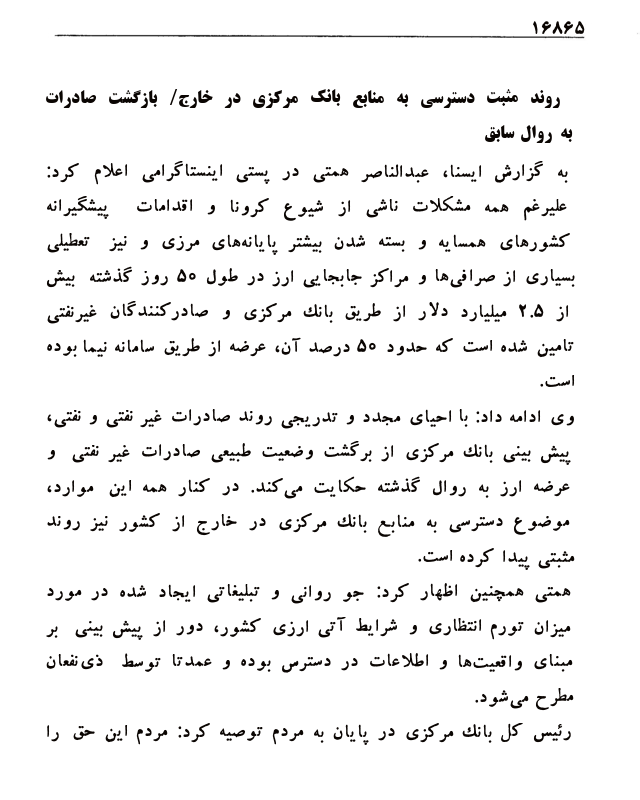 ۱۶۸۶۵
روند مثبت دسترسی به منابع بانک مرکزی در خارج/ بازگشت صادرات
به روال سابق
به گزارش ایسنا، عبدالناصر همتی در پستی اینستاگرامی اعلام کرد:
علیرغم همه مشکلات ناشی از شیوع کرونا و اقدامات پیشگیرانه
کشورهای همسایه و بسته شدن بیشتر پایانه‌های مرزی و نیز تعطیلی
بسیاری از صرافی‌ها و مراکز جابجایی ارز در طول ۵۰ روز گذشته بیش
از ۲.۵ میلیارد دلار از طریق بانک مرکزی و صادرکنندگان غیرنفتی
تامین شده است که حدود ۵۰ درصد آن، عرضه از طریق سامانه نیما بوده
است.
وی ادامه داد: با احیای مجدد و تدریجی روند صادرات غیر نفتی و نفتی،
پیش بینی بانک مرکزی از برگشت وضعیت طبیعی صادرات غیر نفتی و
عرضه ارز به روال گذشته حکایت می‌کند. در کنار همه این موارد،
موضوع دسترسی به منابع بانک مرکزی در خارج از کشور نیز روند
مثبتی پیدا کرده است.
همتی همچنین اظهار کرد: جو روانی و تبلیغاتی ایجاد شده در مورد
میزان تورم انتظاری و شرایط آتی ارزی کشور، دور از پیش بینی بر
مبنای واقعیت‌ها و اطلاعات در دسترس بوده و عمدتا توسط ذی‌نفعان
مطرح می‌شود.
رئیس کل بانک مرکزی در پایان به مردم توصیه کرد: مردم این حق را